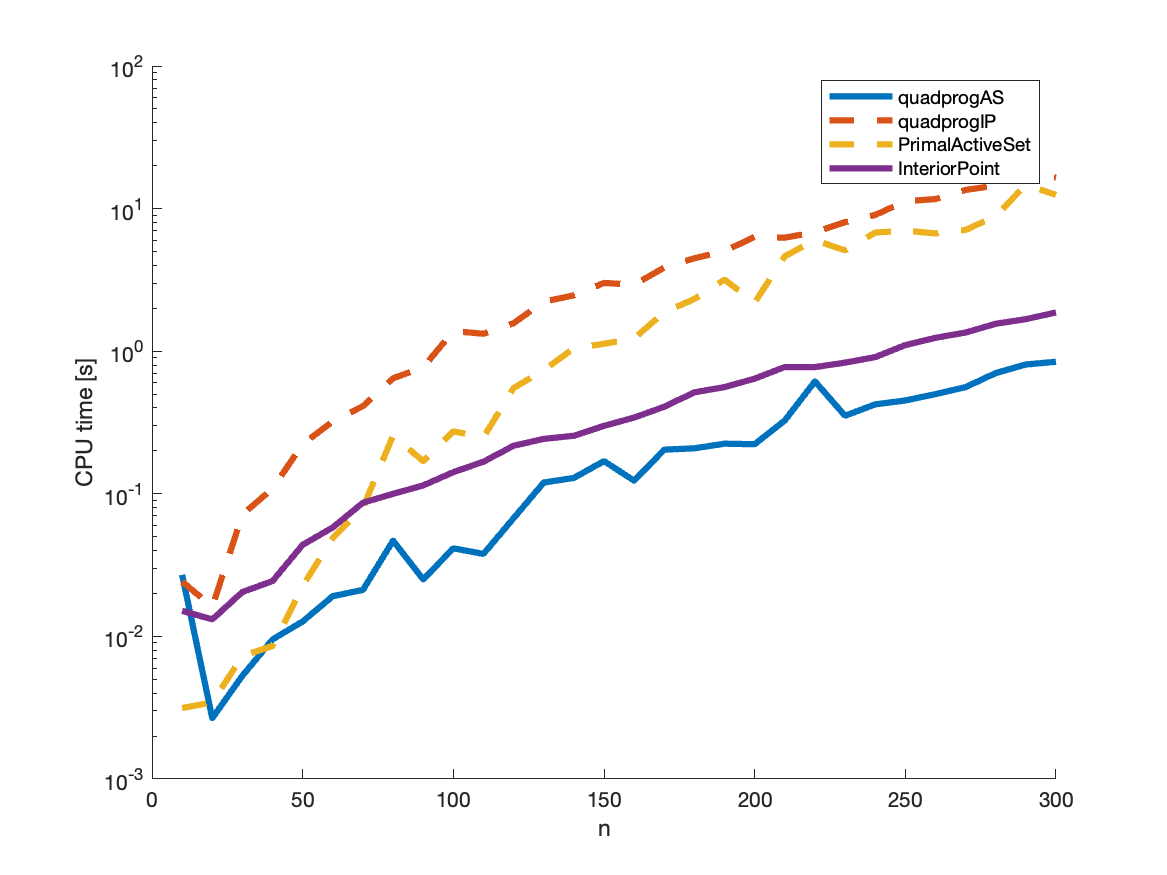 10^2
10^1
10^0
10^-1
10^-2
10^-3
CPU time [s]
quadprogAS
quadprogIP
PrimalActiveSet
InteriorPoint
0 50 100 150 200 250 300
n